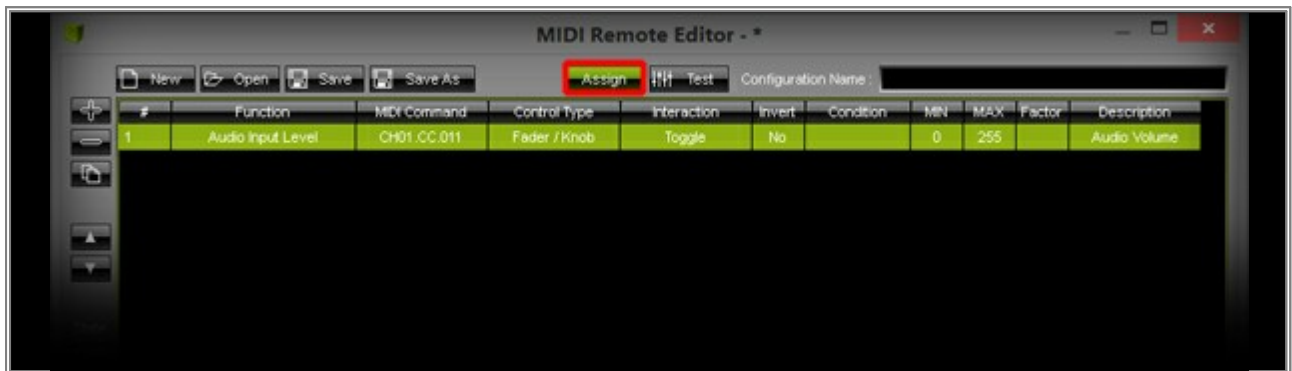 MIDI Remote Editor - *
New Open Save Save As Assign Test Configuration Name :
# Function MIDI Command Control Type Interaction Invert Condition MIN MAX Factor Description
1 Audio Input Level CH01.CC.011 Fader / Knob Toggle No 0 255 Audio Volume